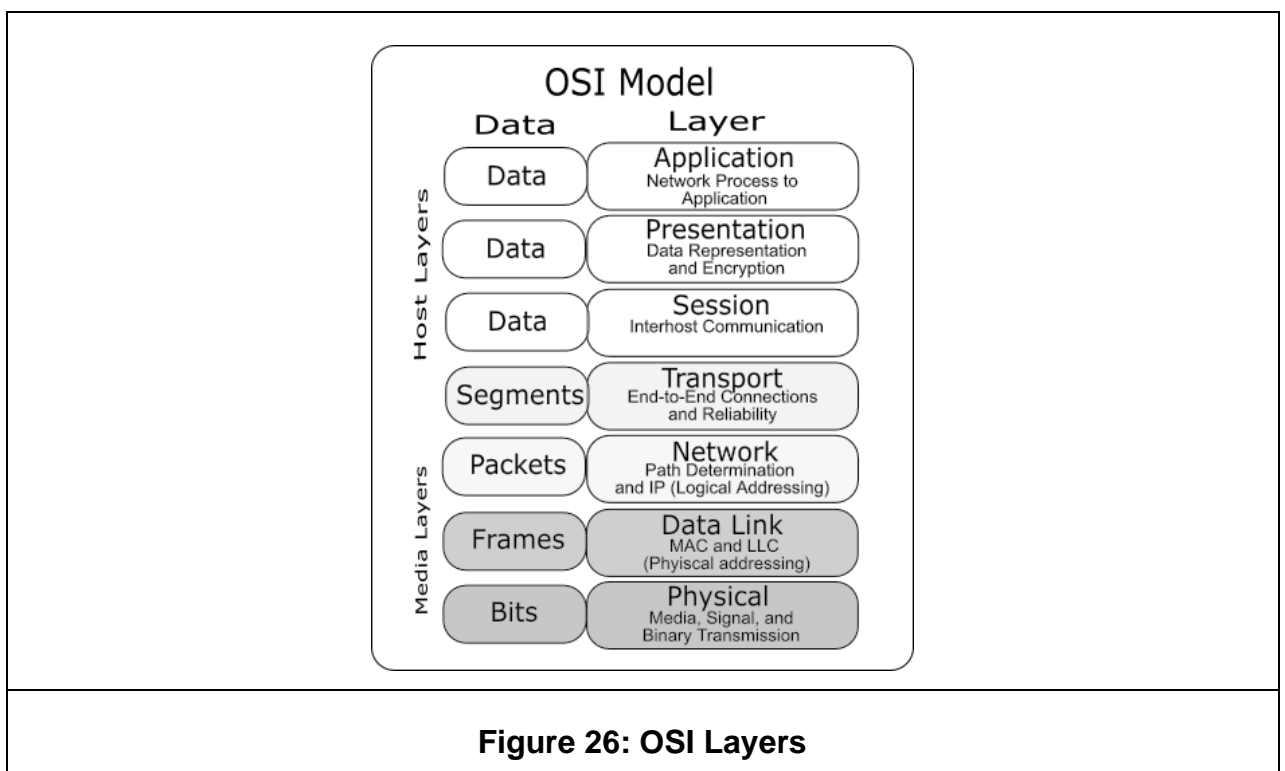 OSI Model
Data Layer
Host Layers
Data
Application
Network Process to
Application
Data
Presentation
Data Representation
and Encryption
Data
Session
Interhost Communication
Segments
Transport
End-to-End Connections
and Reliability
Media Layers
Packets
Network
Path Determination
and IP (Logical Addressing)
Frames
Data Link
MAC and LLC
(Phyiscal addressing)
Bits
Physical
Media, Signal, and
Binary Transmission
Figure 26: OSI Layers